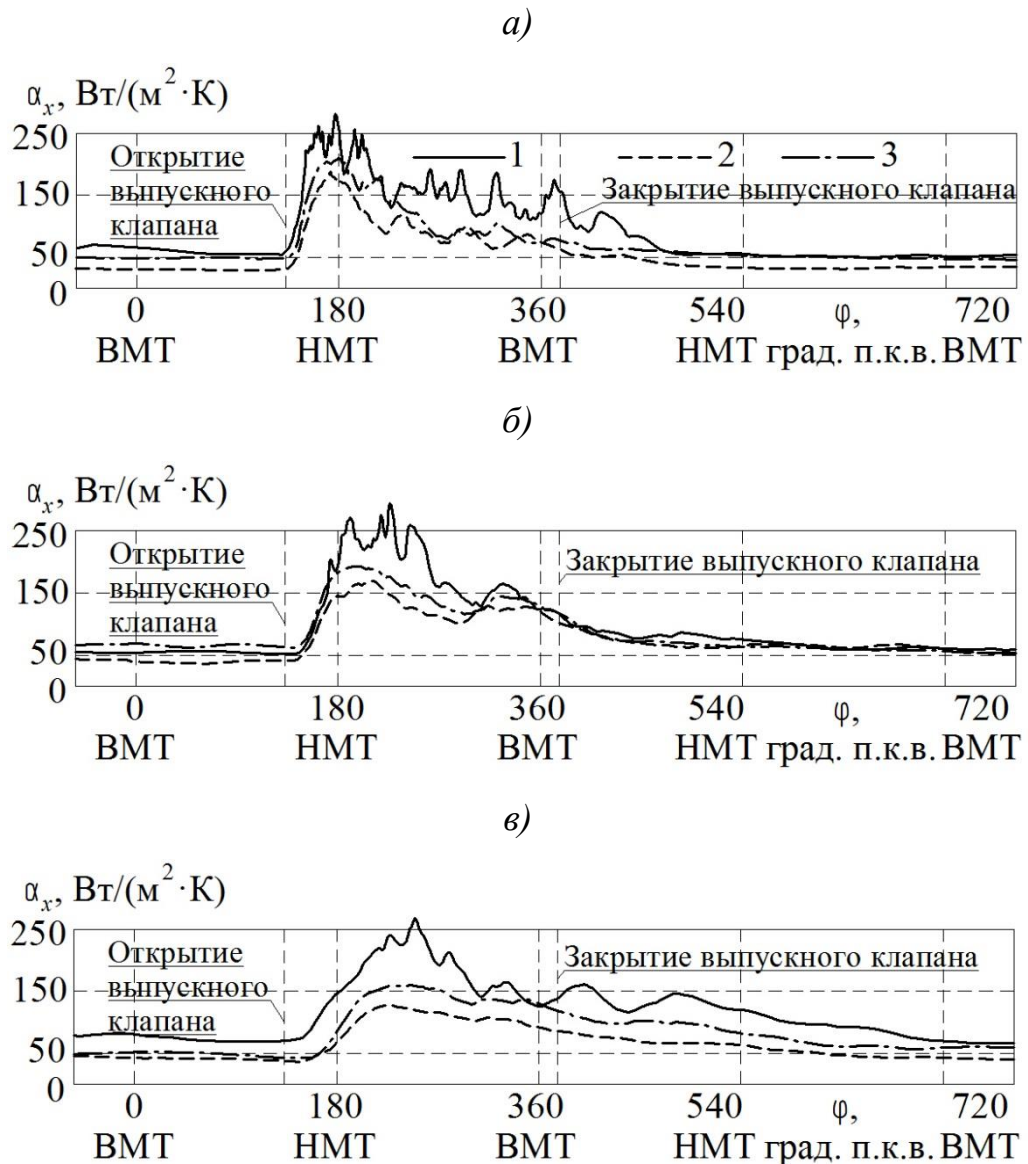 а)
αₓ, Вт/(м²·К)
250
Открытие
выпускного
клапана
1 2 3
Закрытие выпускного клапана
150
50
0
0 180 360 540 φ, 720
ВМТ НМТ ВМТ НМТ град. п.к.в. ВМТ
б)
αₓ, Вт/(м²·К)
250
Открытие
выпускного
клапана
Закрытие выпускного клапана
150
50
0
0 180 360 540 φ, 720
ВМТ НМТ ВМТ НМТ град. п.к.в. ВМТ
в)
αₓ, Вт/(м²·К)
250
Открытие
выпускного
клапана
Закрытие выпускного клапана
150
50
0
0 180 360 540 φ, 720
ВМТ НМТ ВМТ НМТ град. п.к.в. ВМТ